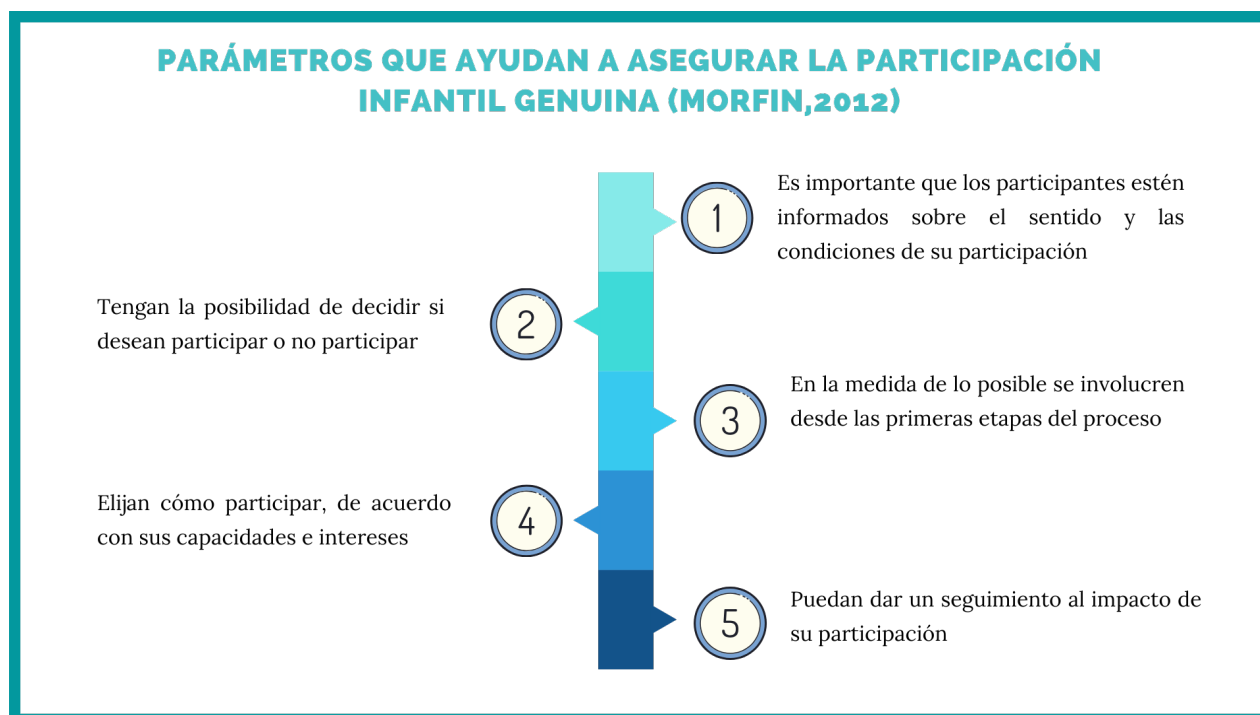 PARÁMETROS QUE AYUDAN A ASEGURAR LA PARTICIPACIÓN
INFANTIL GENUINA (MORFIN,2012)
1
Es importante que los participantes estén
informados sobre el sentido y las
condiciones de su participación
2
Tengan la posibilidad de decidir si
desean participar o no participar
3
En la medida de lo posible se involucren
desde las primeras etapas del proceso
4
Elijan cómo participar, de acuerdo
con sus capacidades e intereses
5
Puedan dar un seguimiento al impacto de
su participación